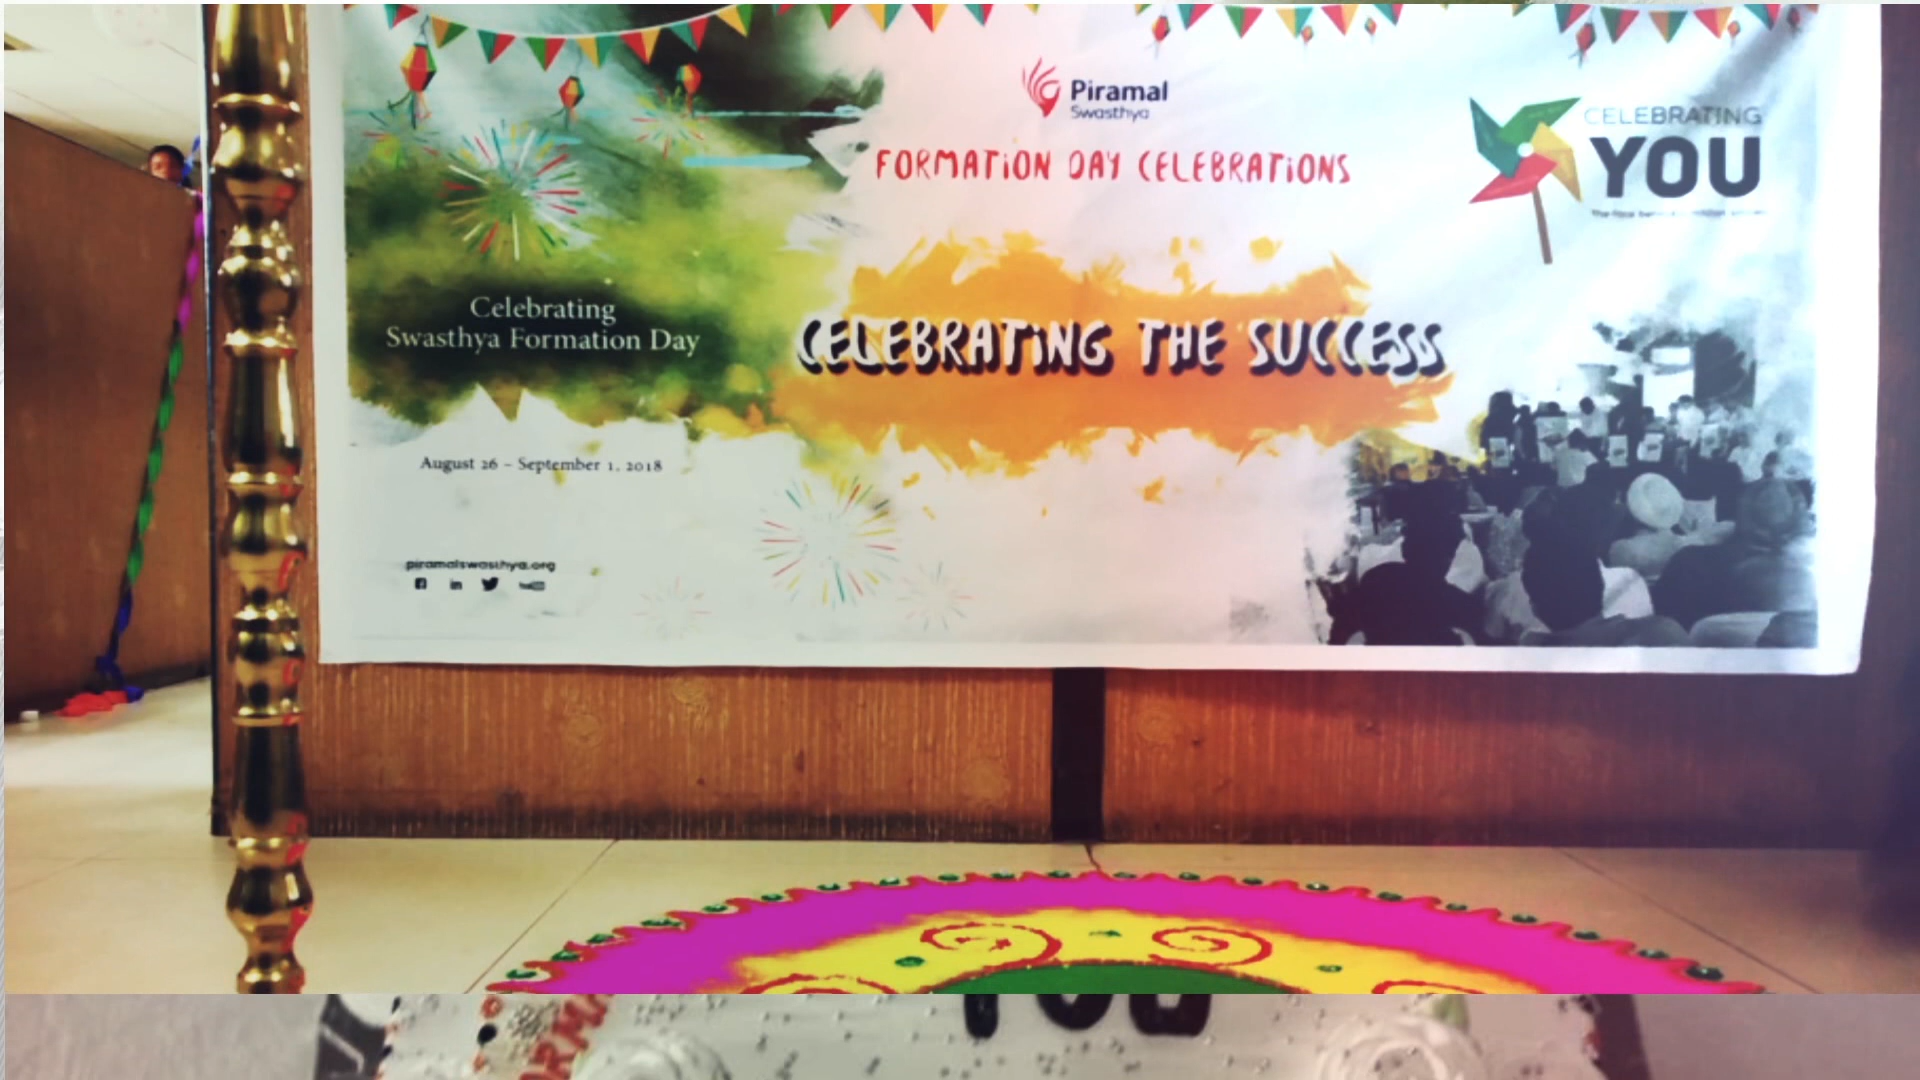 Piramal
Swasthya
FORMATION DAY CELEBRATIONS
CELEBRATING
YOU
Celebrating
Swasthya Formation Day
CELEBRATING THE SUCCESS
August 26 – September 1, 2018
piramalswasthya.org
YOU